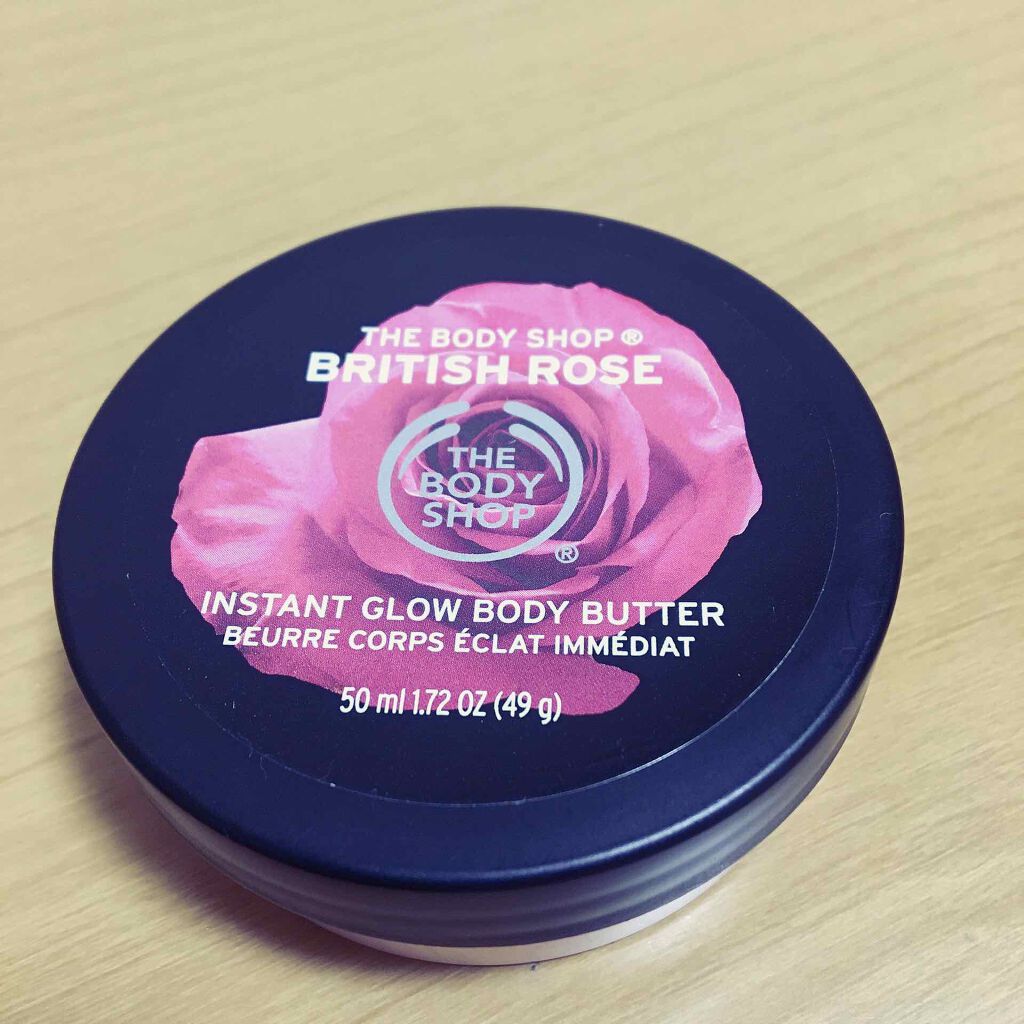 THE BODY SHOP ®
BRITISH ROSE
THE
BODY
SHOP
®
INSTANT GLOW BODY BUTTER
BEURRE CORPS ÉCLAT IMMÉDIAT
50 ml 1.72 OZ (49 g)